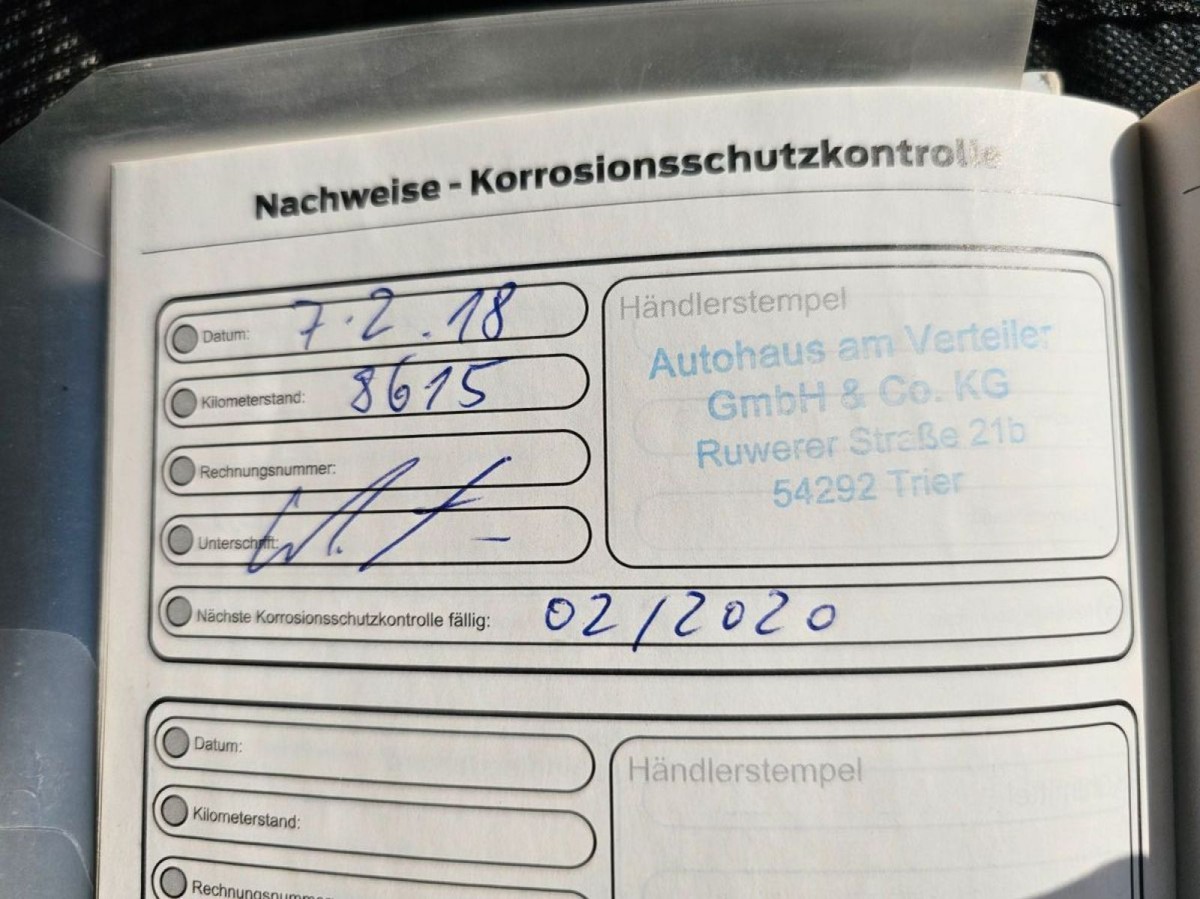 Nachweise - Korrosionsschutzkontrolle
Datum: 7.2.18
Kilometerstand: 8615
Rechnungsnummer:
Unterschrift:
Händlerstempel
Autohaus am Verteiler
GmbH & Co. KG
Ruwerer Straße 21b
54292 Trier
Nächste Korrosionsschutzkontrolle fällig: 02/2020
Datum:
Kilometerstand:
Rechnungsnummer
Händlerstempel